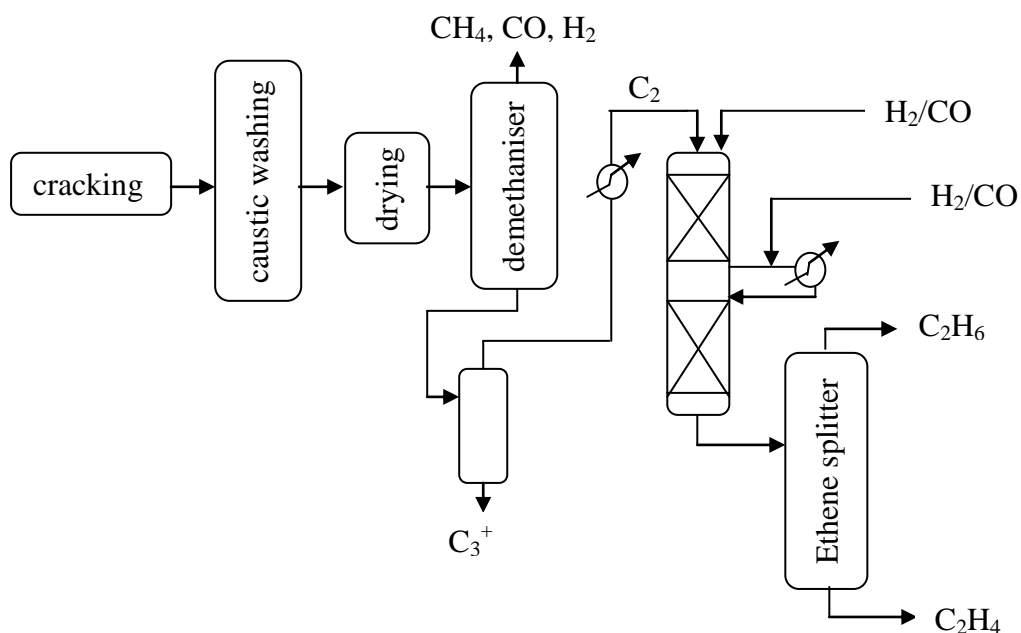 CH₄, CO, H₂
C₂
H₂/CO
cracking
caustic washing
drying
demethaniser
H₂/CO
C₂H₆
Ethene splitter
C₃⁺
C₂H₄